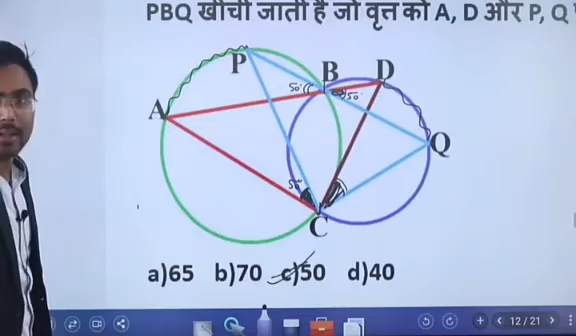 PBQ खींची जाती है जो वृत्त को A, D और P, Q
P
B
D
50°
50°
A
Q
50°
C
a)65 b)70 c)50 d)40
12 / 21